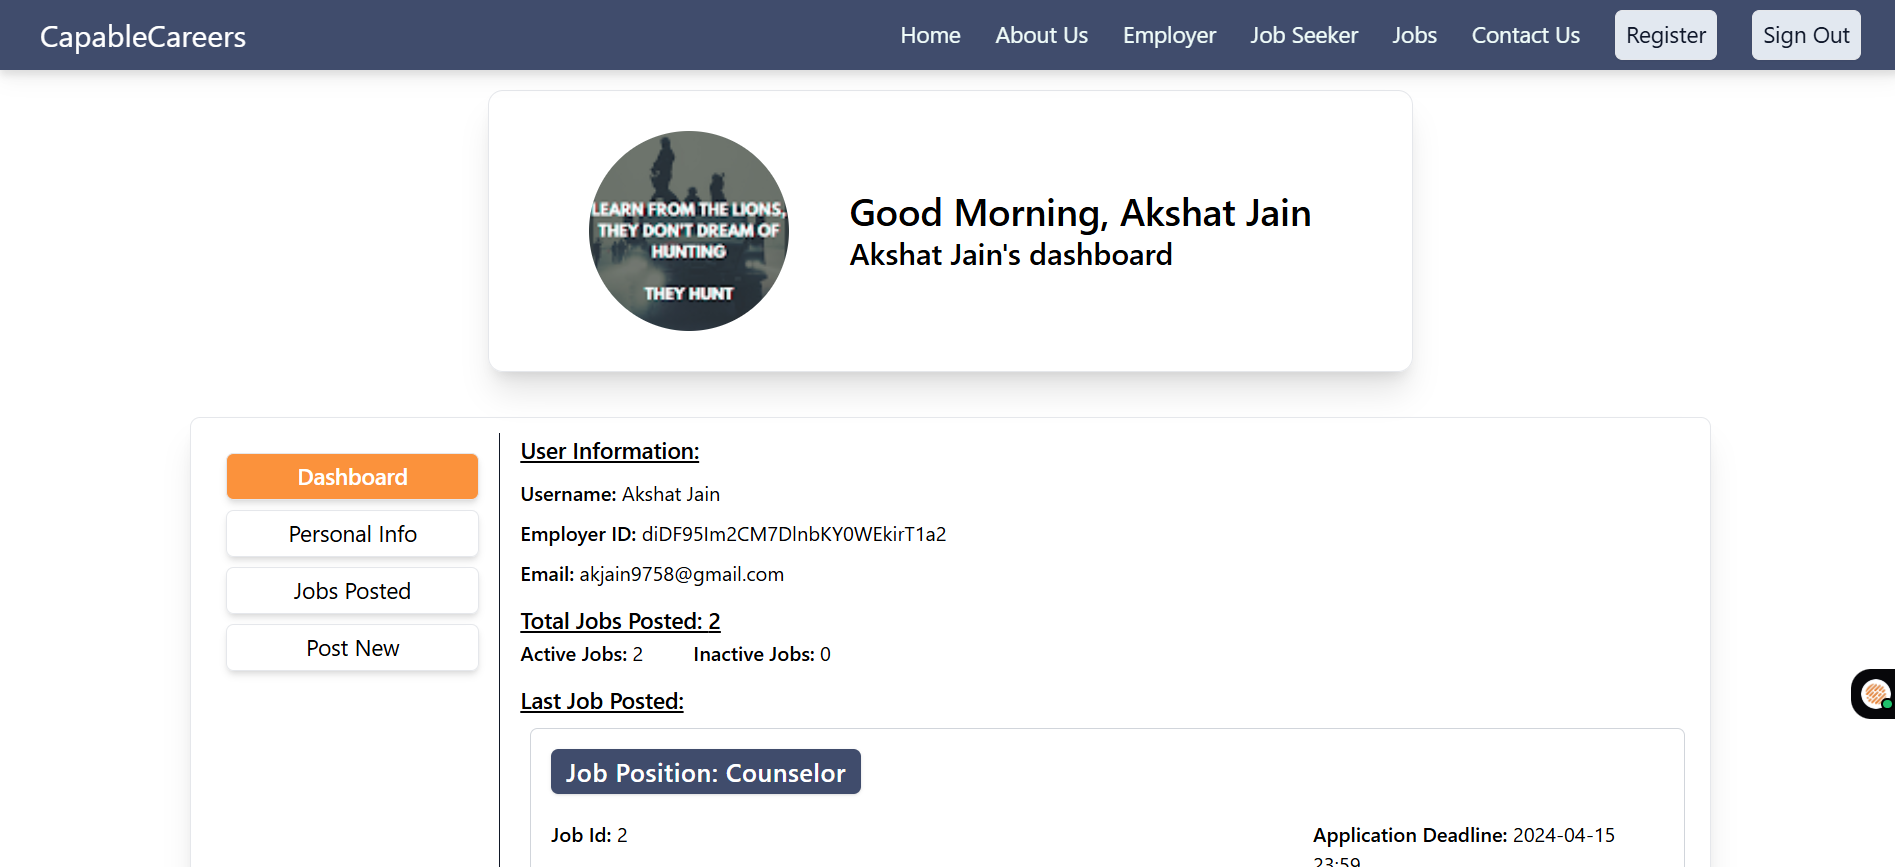 CapableCareers
Home About Us Employer Job Seeker Jobs Contact Us Register Sign Out
LEARN FROM THE LIONS,
THEY DON'T DREAM OF
HUNTING
THEY HUNT
Good Morning, Akshat Jain
Akshat Jain's dashboard
Dashboard
Personal Info
Jobs Posted
Post New
User Information:
Username: Akshat Jain
Employer ID: diDF95Im2CM7DlnbKY0WEkirT1a2
Email: akjain9758@gmail.com
Total Jobs Posted: 2
Active Jobs: 2 Inactive Jobs: 0
Last Job Posted:
Job Position: Counselor
Job Id: 2
Application Deadline: 2024-04-15
23:59